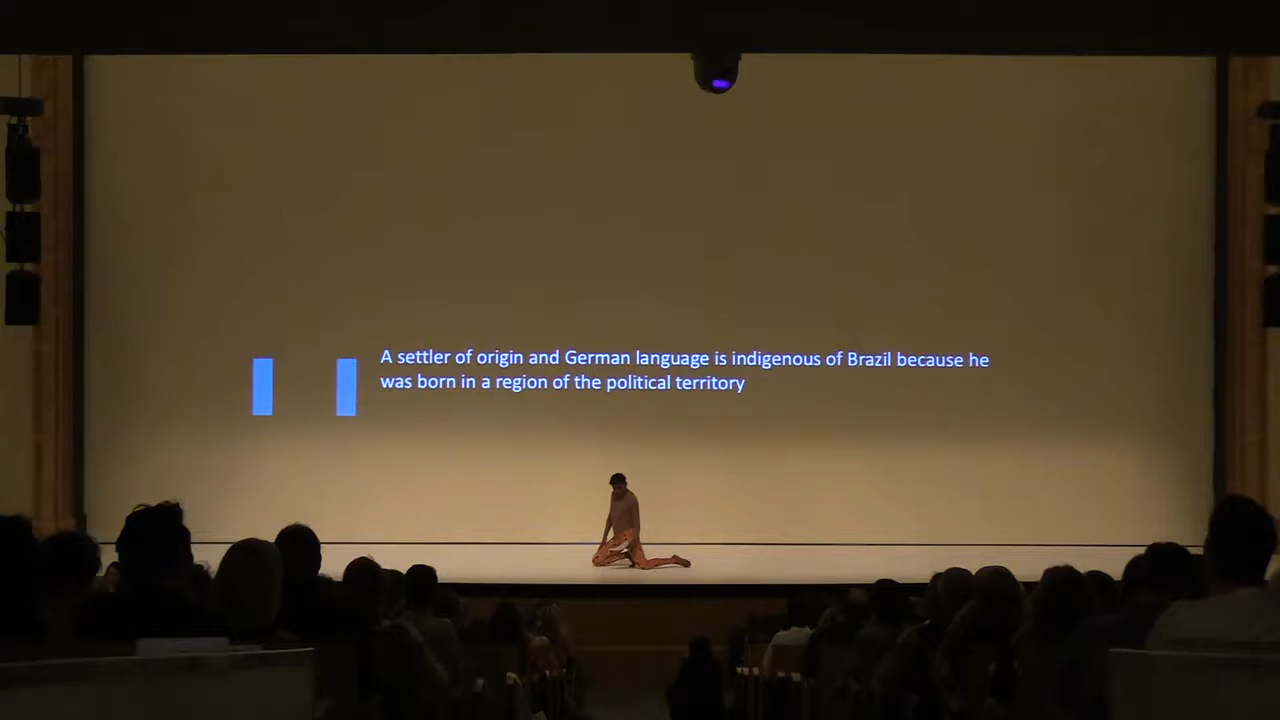 A settler of origin and German language is indigenous of Brazil because he
was born in a region of the political territory